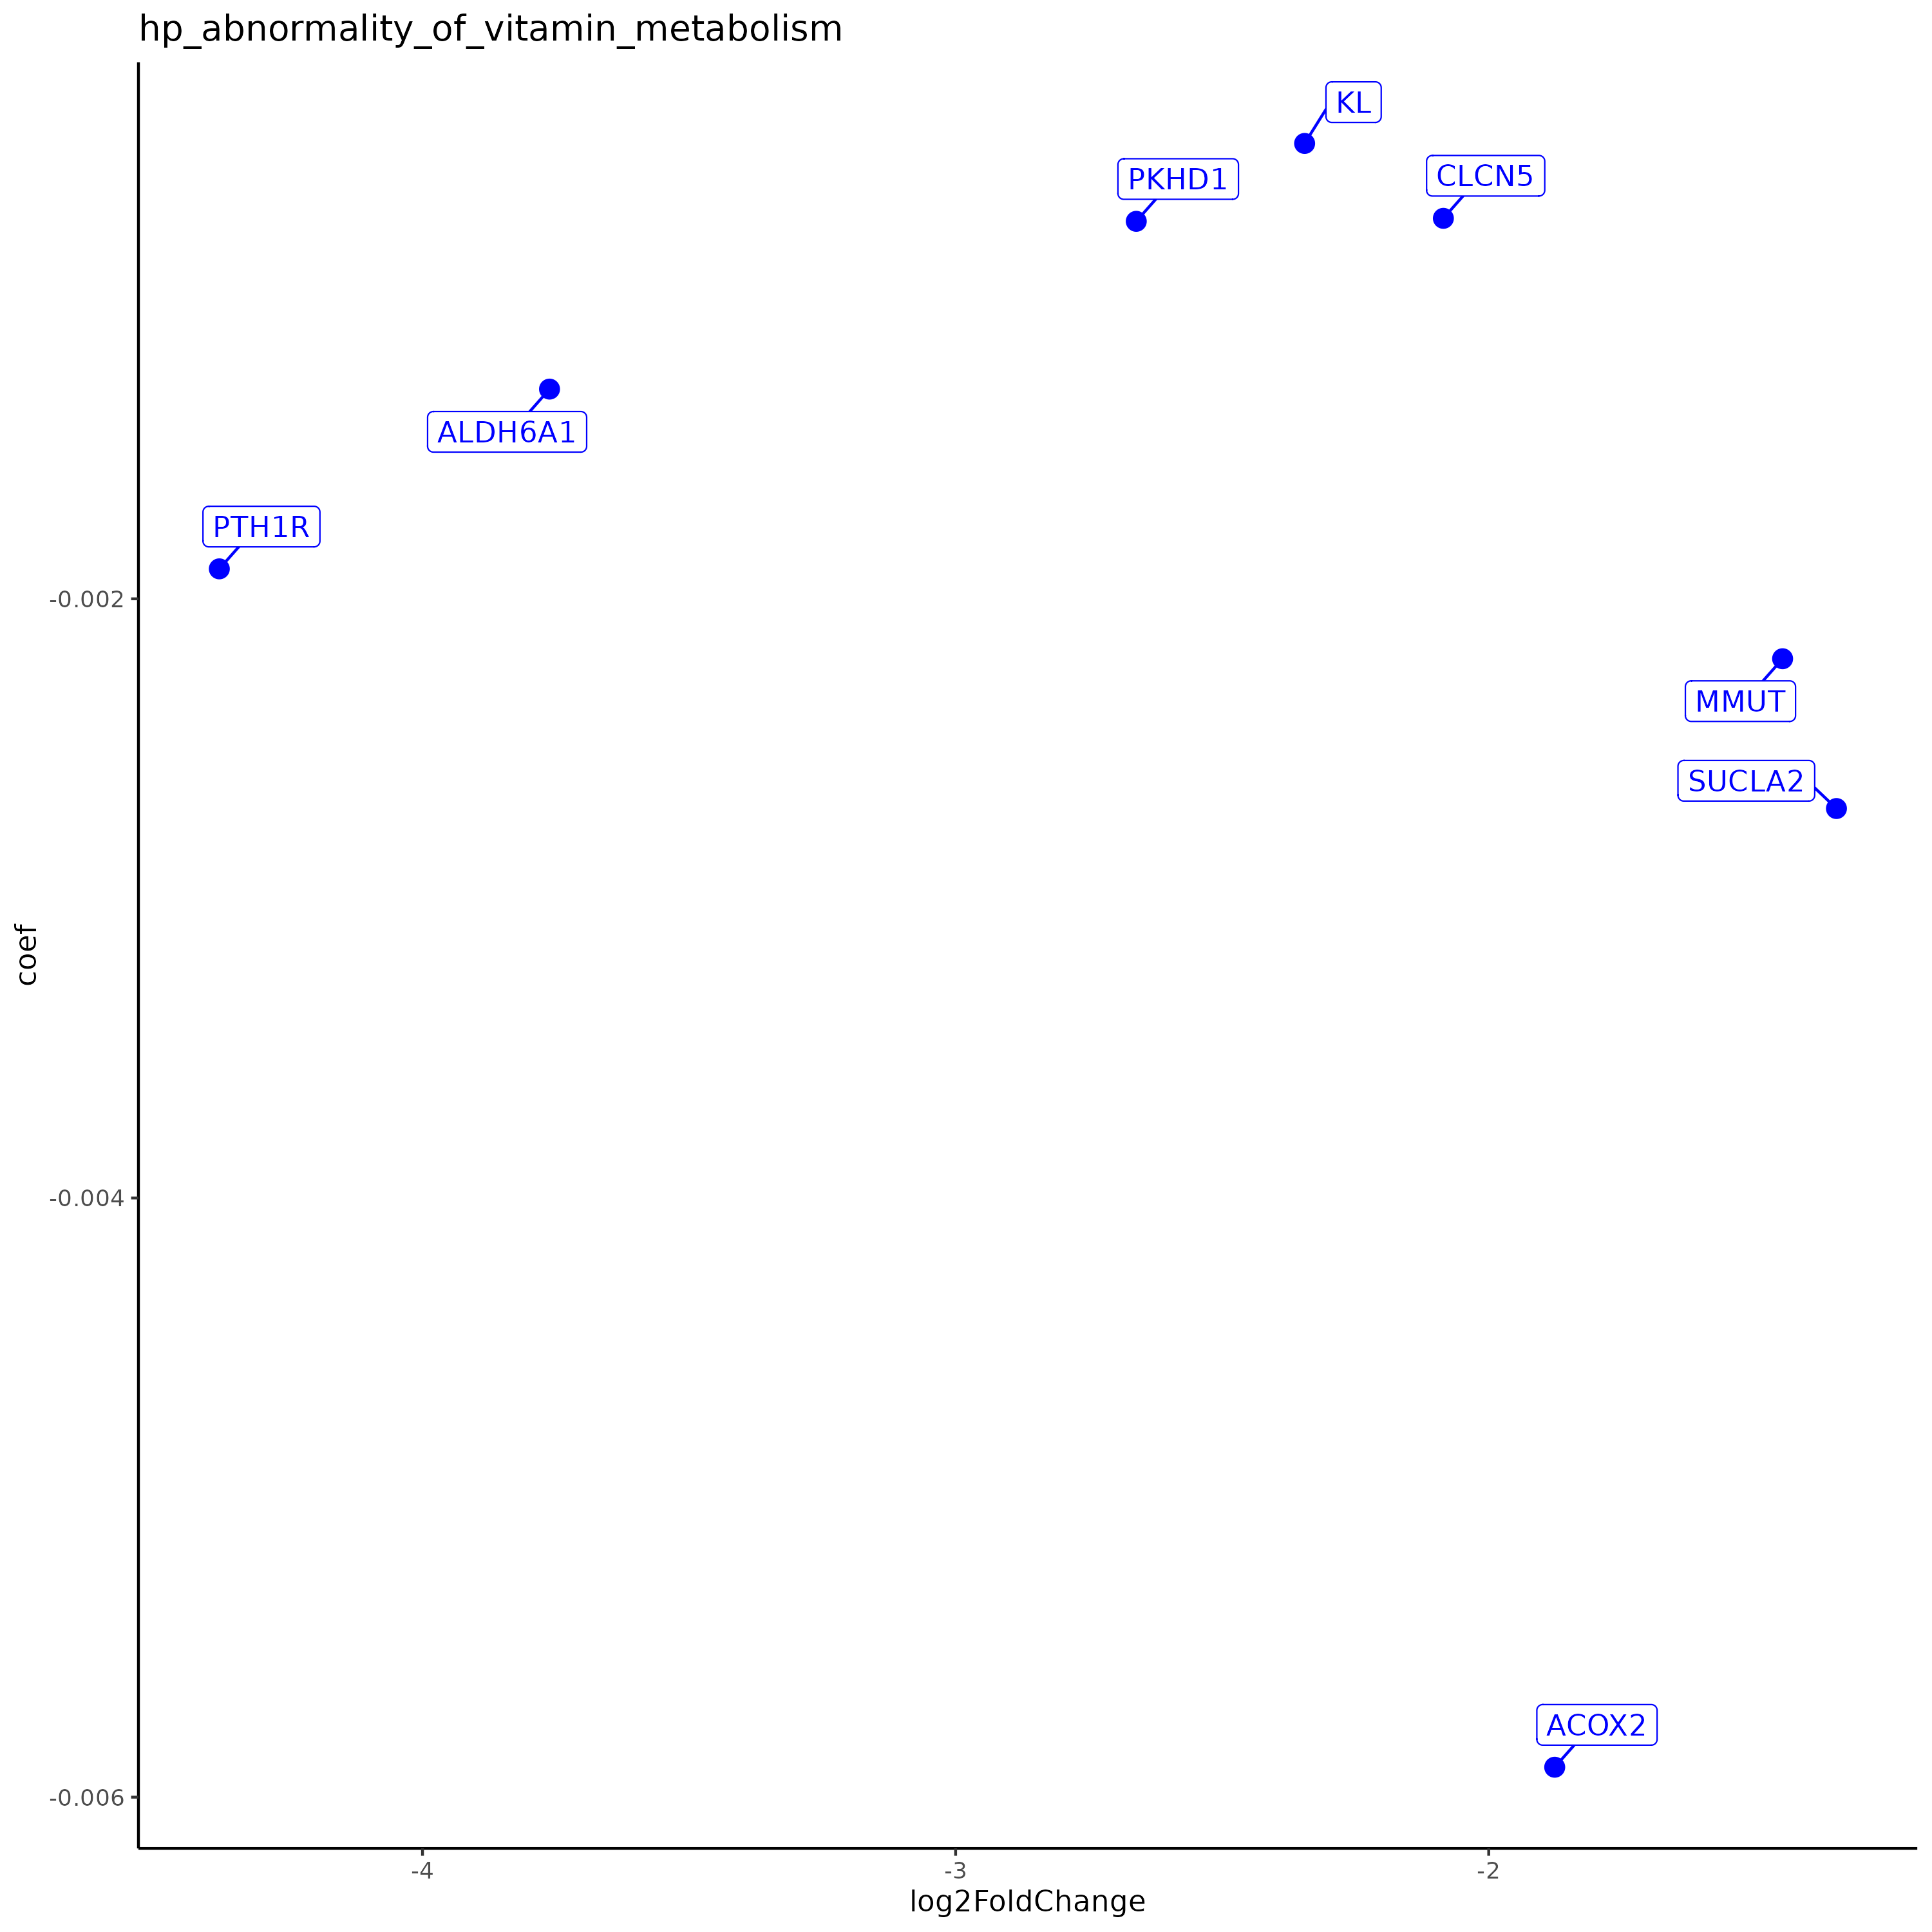 hp_abnormality_of_vitamin_metabolism
KL
PKHD1
CLCN5
ALDH6A1
PTH1R
-0.002
MMUT
SUCLA2
coef
-0.004
ACOX2
-0.006
-4
-3
-2
log2FoldChange